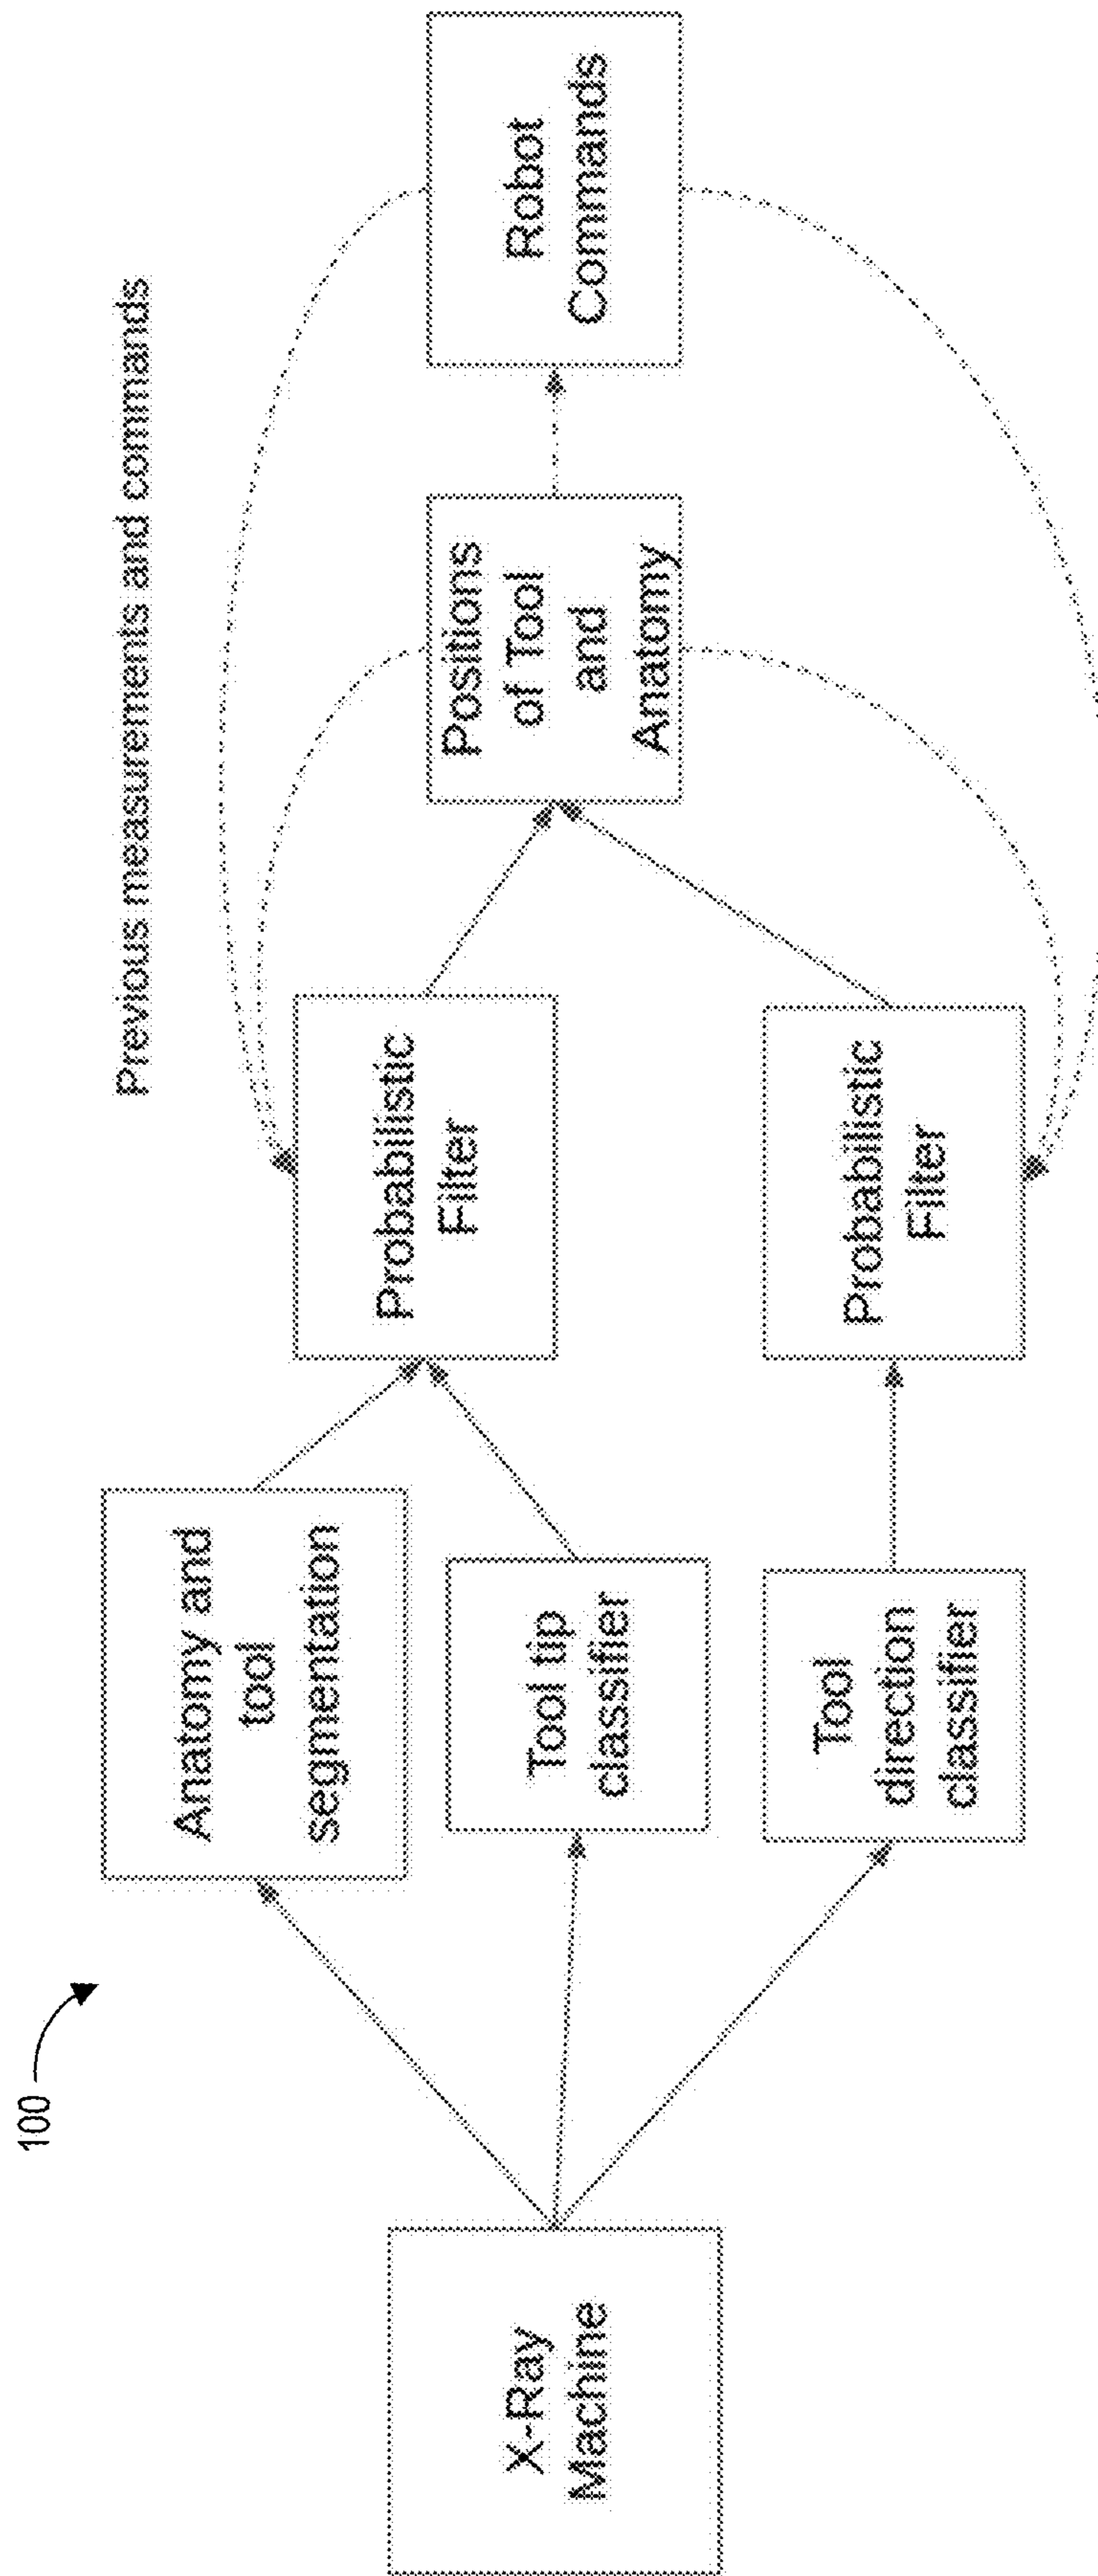 100
Previous measurements and commands
X-Ray
Machine
Anatomy and
tool
segmentation
Tool tip
classifier
Tool
direction
classifier
Probabilistic
Filter
Probabilistic
Filter
Positions
of Tool
and
Anatomy
Robot
Commands